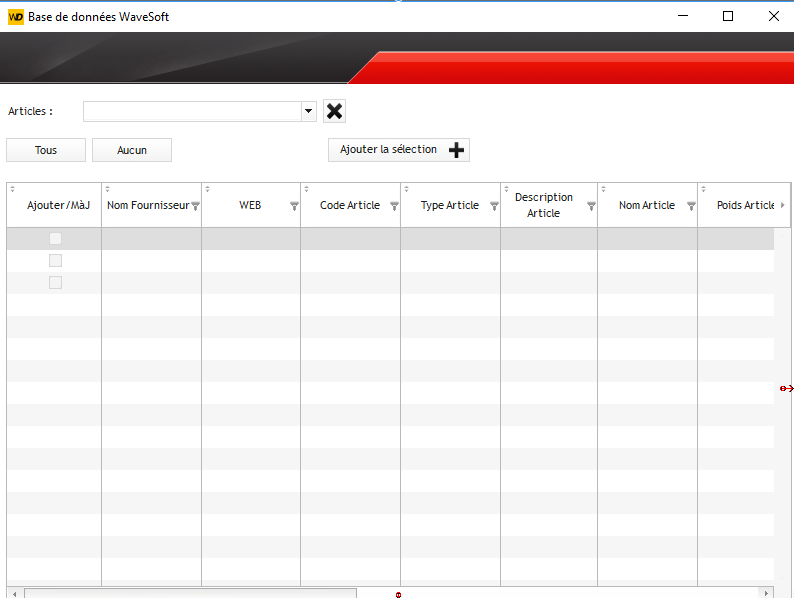 WD Base de données WaveSoft
Articles :
Tous Aucun Ajouter la sélection
Ajouter/MàJ Nom Fournisseur WEB Code Article Type Article Description Article Nom Article Poids Article